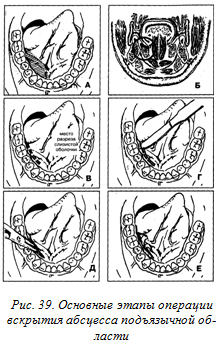 А
Б
место
разреза
слизистой
оболочки
В
Г
Д
Е
Рис. 39. Основные этапы операции
вскрытия абсцесса подъязычной об-
ласти